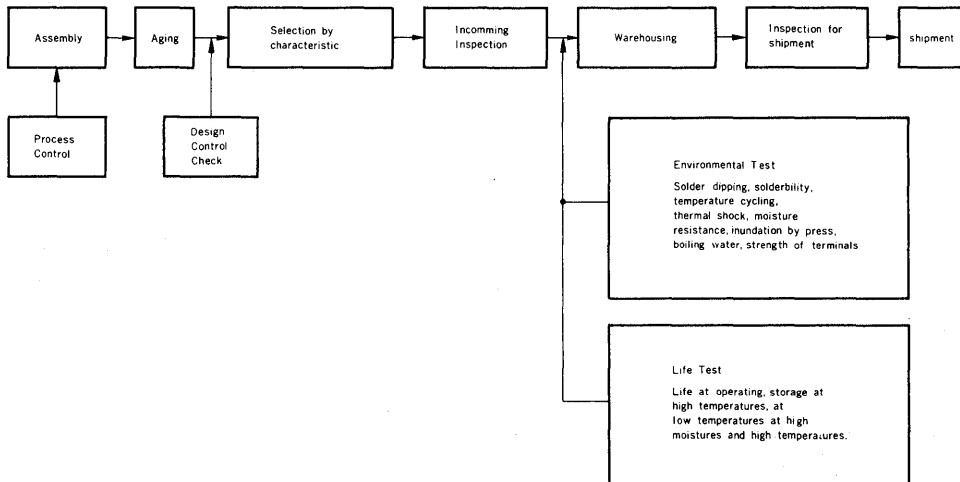 Assembly
Aging
Selection by
characteristic
Incomming
Inspection
Warehousing
Inspection for
shipment
shipment
Process
Control
Design
Control
Check
Environmental Test
Solder dipping, solderbility,
temperature cycling,
thermal shock, moisture
resistance, inundation by press,
boiling water, strength of terminals
Life Test
Life at operating, storage at
high temperatures, at
low temperatures at high
moistures and high temperatures.